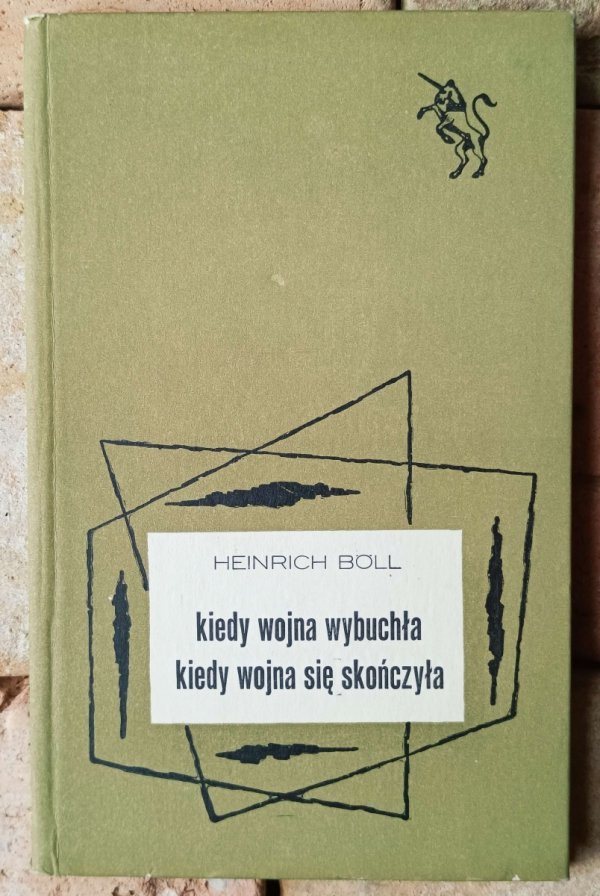 HEINRICH BÖLL
kiedy wojna wybuchła
kiedy wojna się skończyła